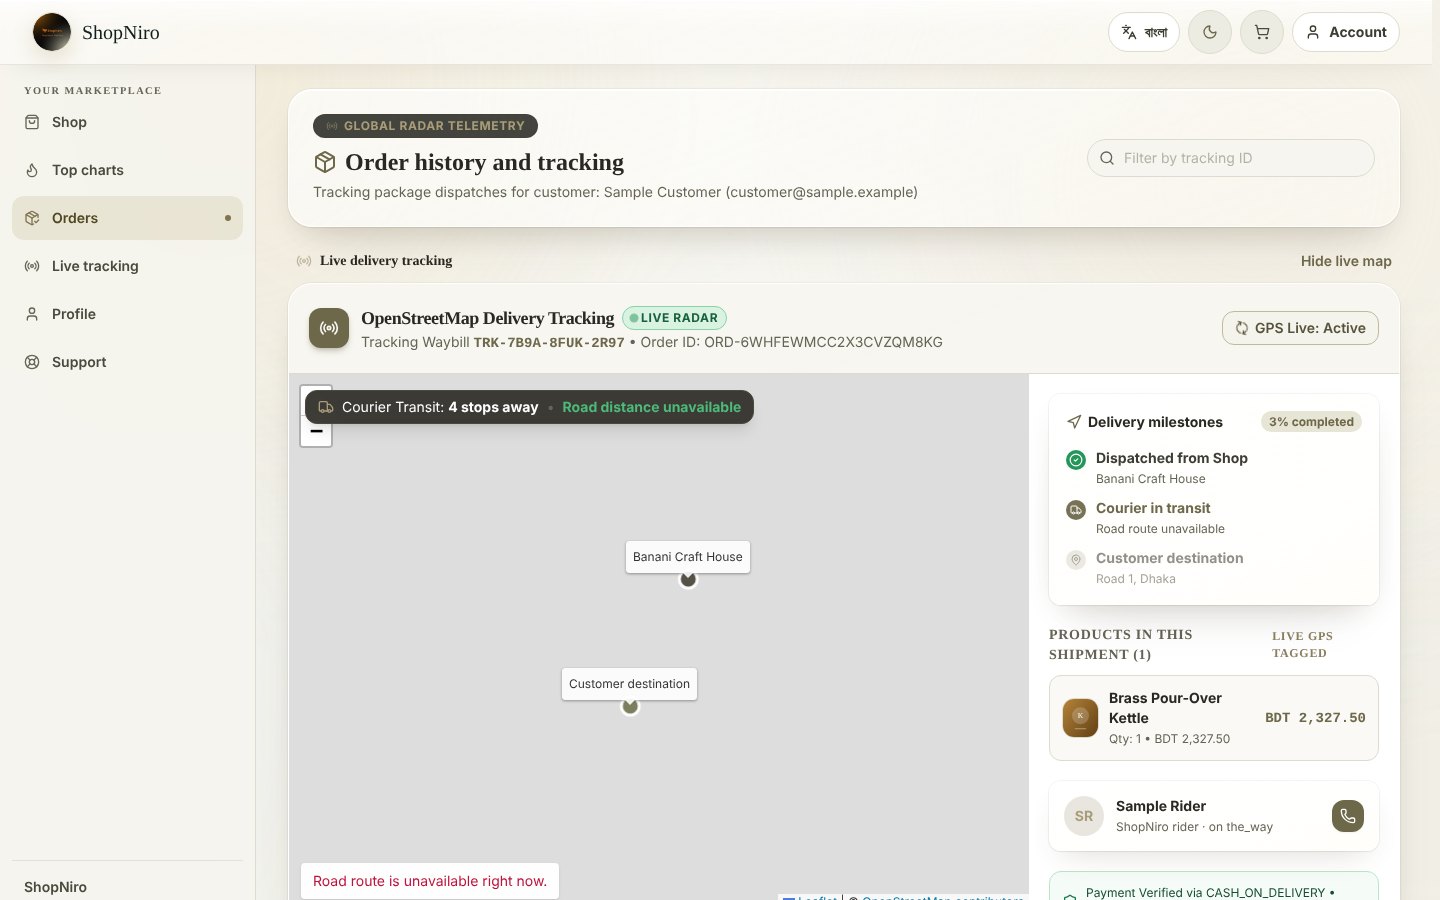 ShopNiro
বাংলা
Account
YOUR MARKETPLACE
Shop
Top charts
Orders
Live tracking
Profile
Support
ShopNiro
GLOBAL RADAR TELEMETRY
Order history and tracking
Tracking package dispatches for customer: Sample Customer (customer@sample.example)
Filter by tracking ID
Live delivery tracking
Hide live map
OpenStreetMap Delivery Tracking
LIVE RADAR
Tracking Waybill TRK-7B9A-8FUK-2R97 • Order ID: ORD-6WHFEWMCC2X3CVZQM8KG
GPS Live: Active
Courier Transit: 4 stops away • Road distance unavailable
−
Banani Craft House
Customer destination
Road route is unavailable right now.
Leaflet | © OpenStreetMap contributors
Delivery milestones
3% completed
Dispatched from Shop
Banani Craft House
Courier in transit
Road route unavailable
Customer destination
Road 1, Dhaka
PRODUCTS IN THIS
SHIPMENT (1)
LIVE GPS
TAGGED
K
Brass Pour-Over
Kettle
Qty: 1 • BDT 2,327.50
BDT 2,327.50
SR
Sample Rider
ShopNiro rider · on the_way
Payment Verified via CASH_ON_DELIVERY •